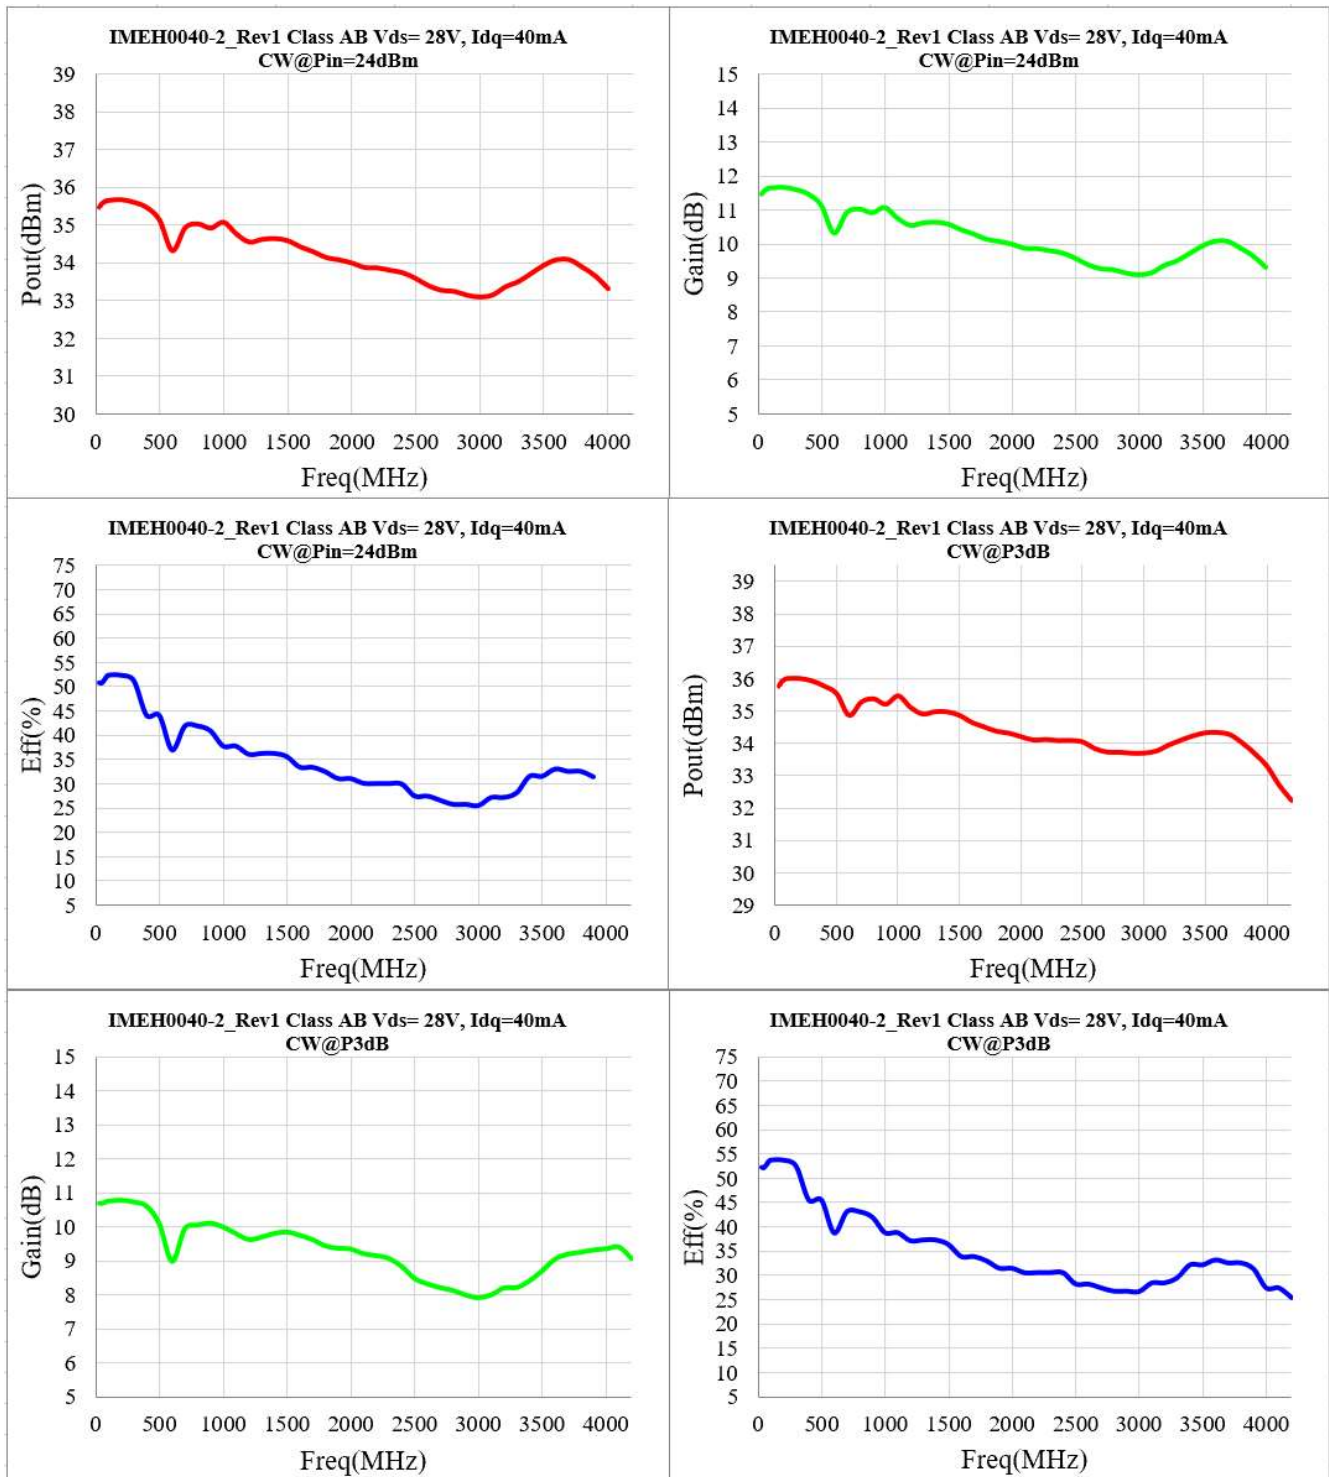 IMEH0040-2_Rev1 Class AB Vds= 28V, Idq=40mA
CW@Pin=24dBm
39
38
37
36
35
34
33
32
31
30
Pout(dBm)
0 500 1000 1500 2000 2500 3000 3500 4000
Freq(MHz)
IMEH0040-2_Rev1 Class AB Vds= 28V, Idq=40mA
CW@Pin=24dBm
15
14
13
12
11
10
9
8
7
6
5
Gain(dB)
0 500 1000 1500 2000 2500 3000 3500 4000
Freq(MHz)
IMEH0040-2_Rev1 Class AB Vds= 28V, Idq=40mA
CW@Pin=24dBm
75
70
65
60
55
50
45
40
35
30
25
20
15
10
5
Eff(%)
0 500 1000 1500 2000 2500 3000 3500 4000
Freq(MHz)
IMEH0040-2_Rev1 Class AB Vds= 28V, Idq=40mA
CW@P3dB
39
38
37
36
35
34
33
32
31
30
29
Pout(dBm)
0 500 1000 1500 2000 2500 3000 3500 4000
Freq(MHz)
IMEH0040-2_Rev1 Class AB Vds= 28V, Idq=40mA
CW@P3dB
15
14
13
12
11
10
9
8
7
6
5
Gain(dB)
0 500 1000 1500 2000 2500 3000 3500 4000
Freq(MHz)
IMEH0040-2_Rev1 Class AB Vds= 28V, Idq=40mA
CW@P3dB
75
70
65
60
55
50
45
40
35
30
25
20
15
10
5
Eff(%)
0 500 1000 1500 2000 2500 3000 3500 4000
Freq(MHz)